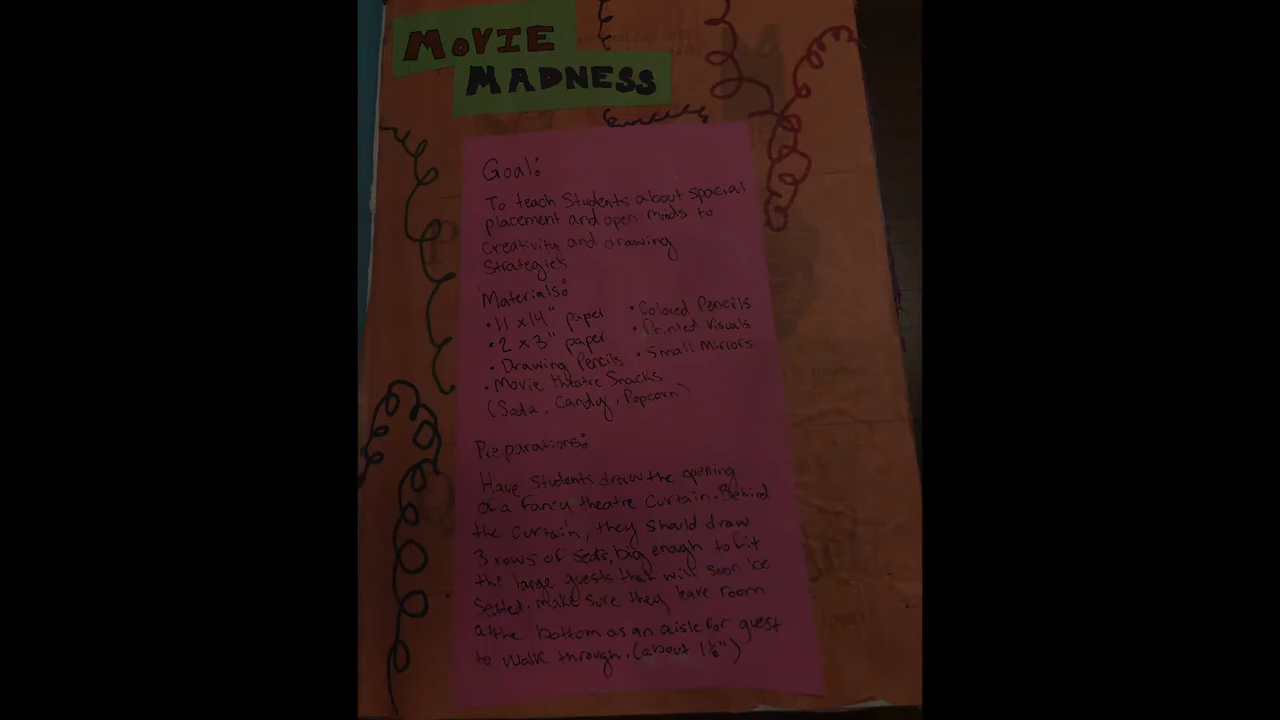 MOVIE
MADNESS
Goal:
To teach Students about spacial
placement and open minds to
creativity and drawing
Strategies
Materials:
• 11 x 14" paper • Colored Pencils
• 2 x 3" paper • Printed Visuals
• Drawing Pencils • Small Mirrors
• Movie theatre Snacks
(Soda, Candy, Popcorn)
Preparations:
Have Students draw the opening
of a fancy theatre Curtain. Behind
the curtain, they should draw
3 rows of seats, big enough to fit
the large guests that will soon be
Seated. make sure they leave room
at the bottom as an aisle for guest
to walk through. (about 1⅛")